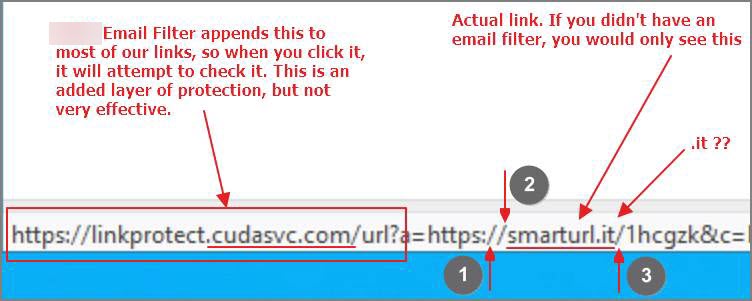 Email Filter appends this to
most of our links, so when you click it,
it will attempt to check it. This is an
added layer of protection, but not
very effective.
Actual link. If you didn't have an
email filter, you would only see this
.it ??
2
https://linkprotect.cudasvc.com/url?a=https://smarturl.it/1hcgzk&c=
1
3